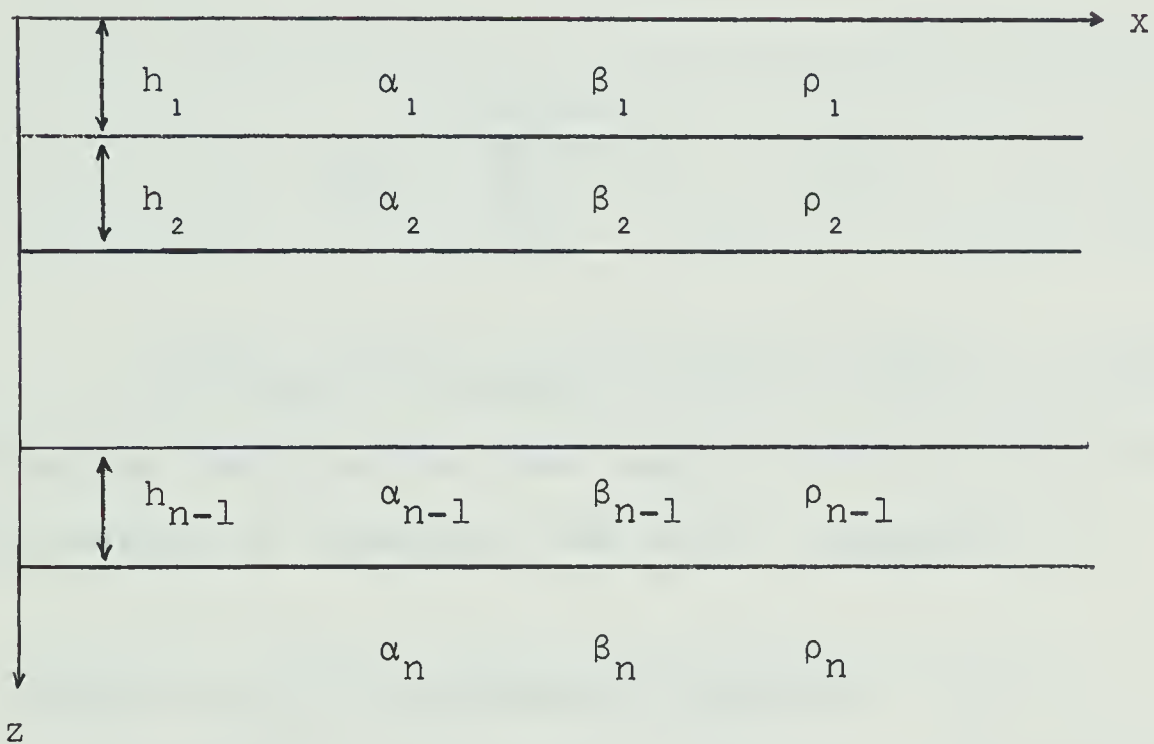 x
h₁ α₁ β₁ ρ₁
h₂ α₂ β₂ ρ₂
hₙ₋₁ αₙ₋₁ βₙ₋₁ ρₙ₋₁
αₙ βₙ ρₙ
z